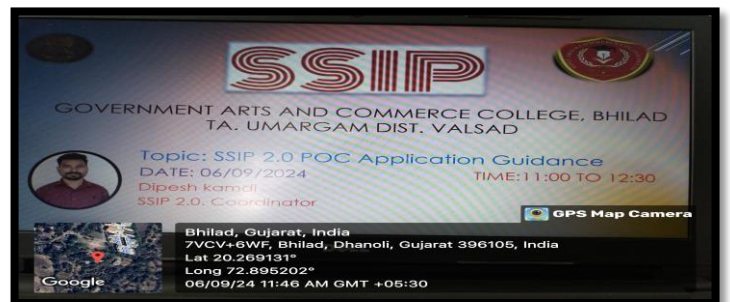 SSIP
GOVERNMENT ARTS AND COMMERCE COLLEGE, BHILAD
TA. UMARGAM DIST. VALSAD
Topic: SSIP 2.0 POC Application Guidance
DATE: 06/09/2024
TIME:11:00 TO 12:30
Dipesh kamdi
SSIP 2.0. Coordinator
GPS Map Camera
Bhilad, Gujarat, India
7VCV+6WF, Bhilad, Dhanoli, Gujarat 396105, India
Lat 20.269131°
Long 72.895202°
06/09/24 11:46 AM GMT +05:30
Google